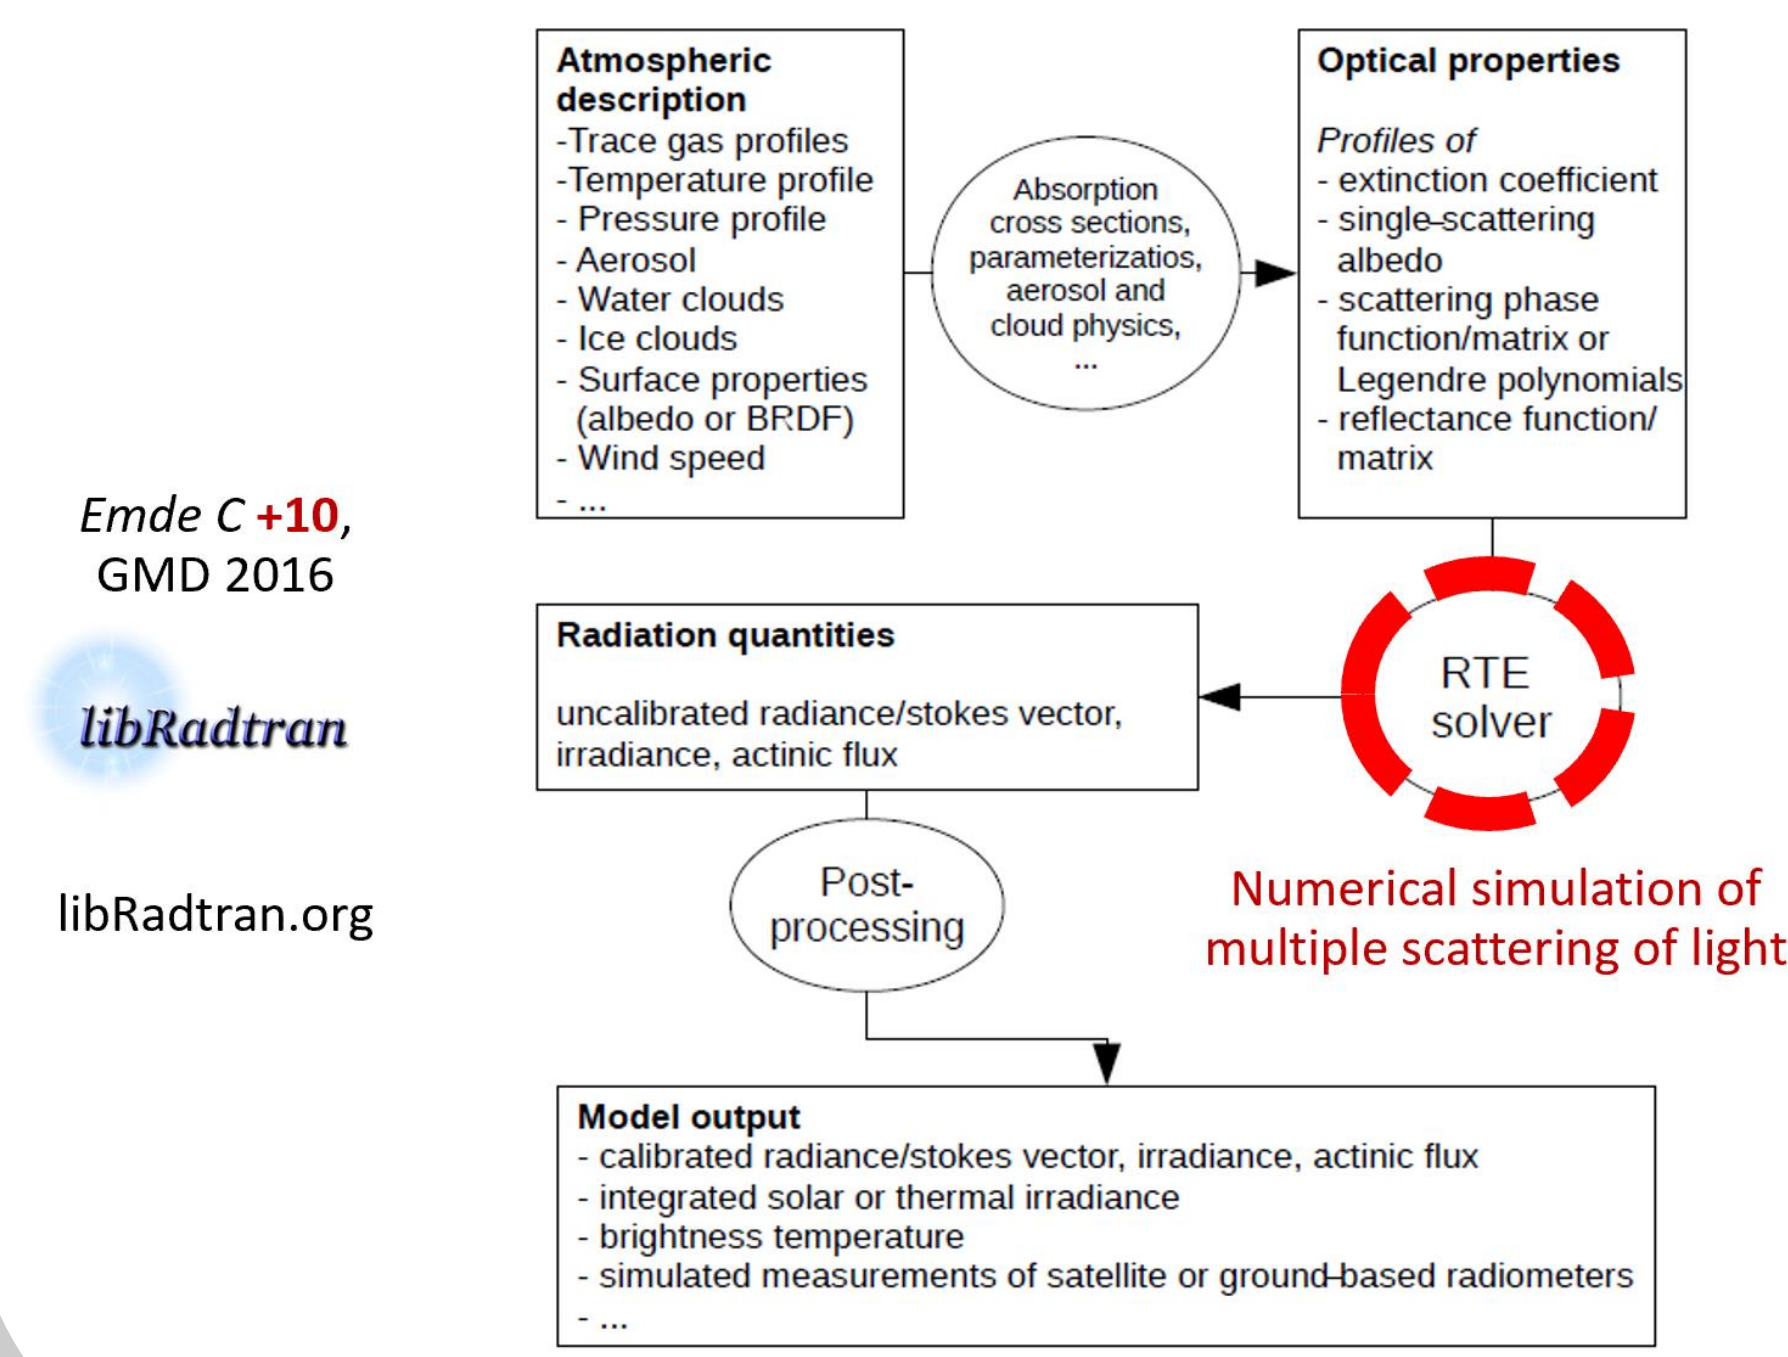 Atmospheric
description
-Trace gas profiles
-Temperature profile
- Pressure profile
- Aerosol
- Water clouds
- Ice clouds
- Surface properties
(albedo or BRDF)
- Wind speed
- ...
Absorption
cross sections,
parameterizatios,
aerosol and
cloud physics,
...
Optical properties
Profiles of
- extinction coefficient
- single-scattering
albedo
- scattering phase
function/matrix or
Legendre polynomials
- reflectance function/
matrix
Emde C +10,
GMD 2016
libRadtran
libRadtran.org
RTE
solver
Numerical simulation of
multiple scattering of light
Radiation quantities
uncalibrated radiance/stokes vector,
irradiance, actinic flux
Post-
processing
Model output
- calibrated radiance/stokes vector, irradiance, actinic flux
- integrated solar or thermal irradiance
- brightness temperature
- simulated measurements of satellite or ground-based radiometers
- ...